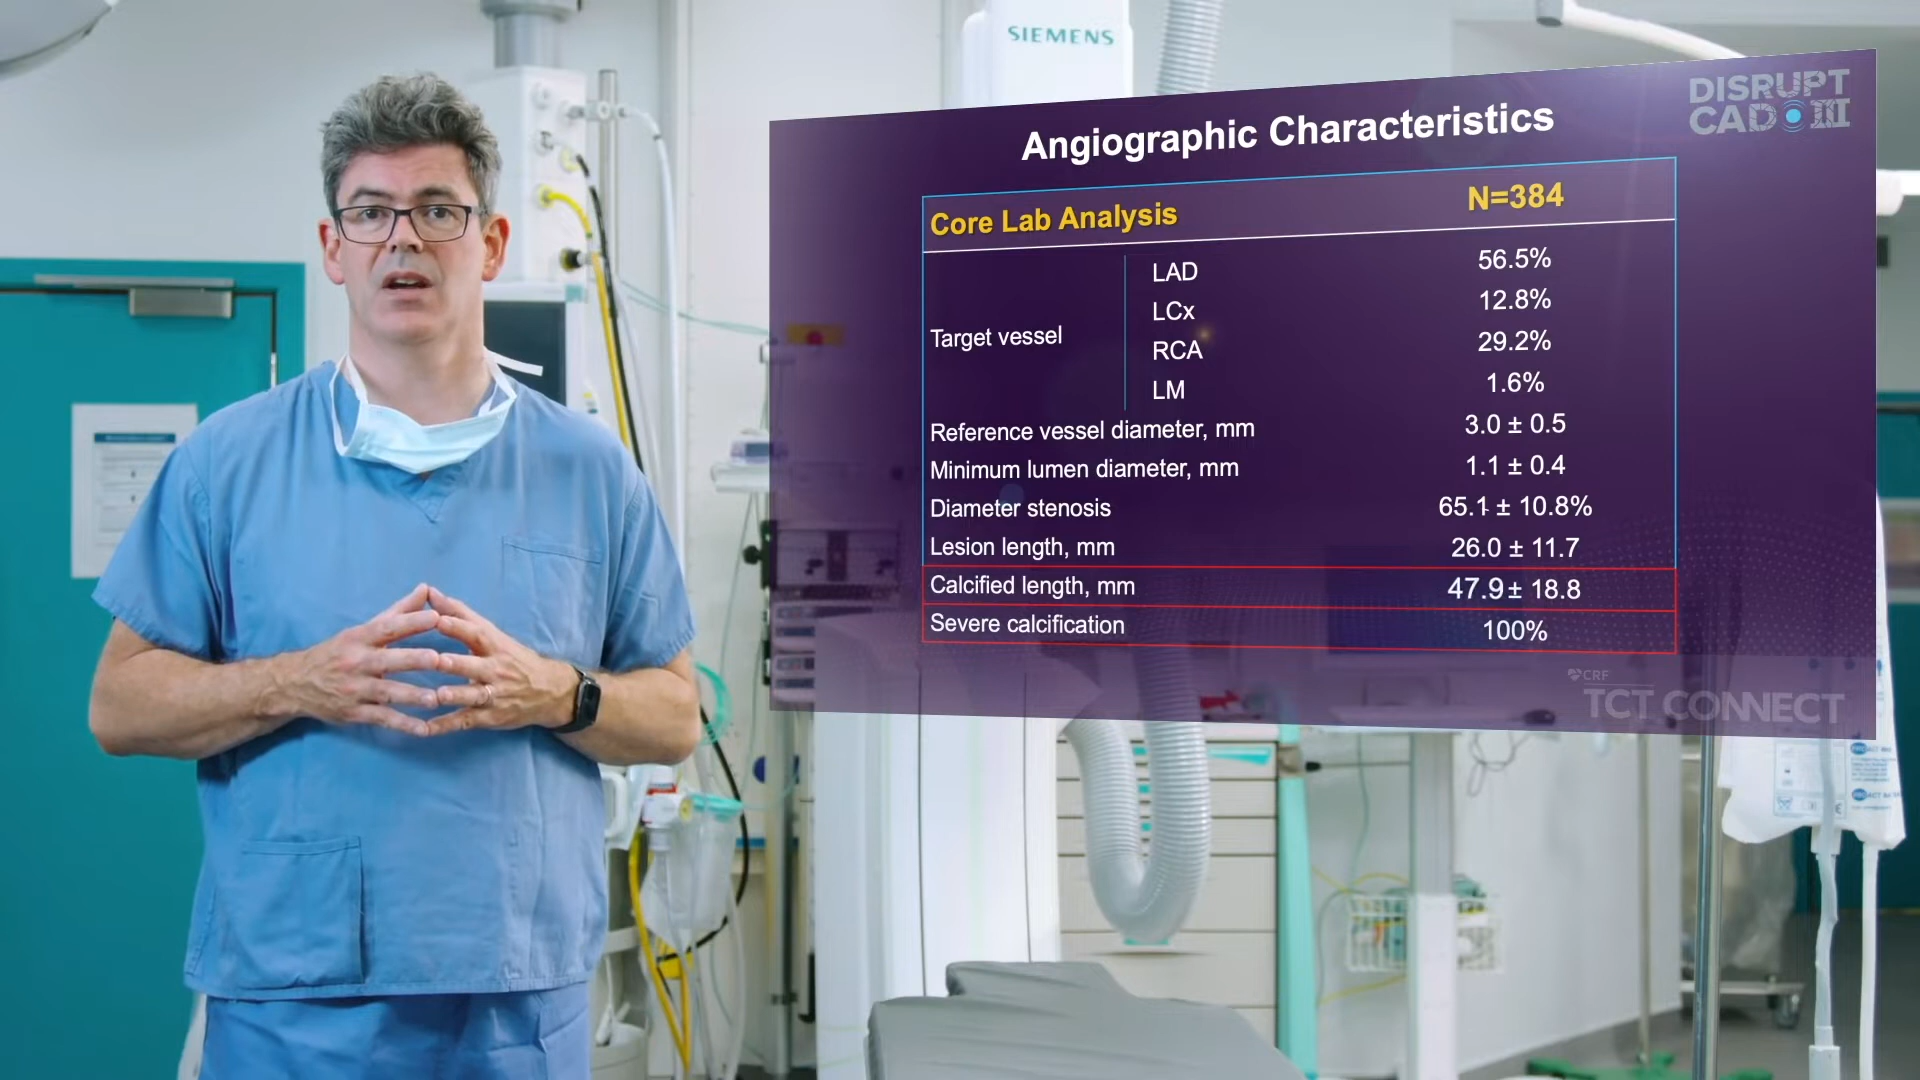 SIEMENS
DISRUPT
CAD III
Angiographic Characteristics
Core Lab Analysis N=384
Target vessel
LAD 56.5%
LCx 12.8%
RCA 29.2%
LM 1.6%
Reference vessel diameter, mm 3.0 ± 0.5
Minimum lumen diameter, mm 1.1 ± 0.4
Diameter stenosis 65.1 ± 10.8%
Lesion length, mm 26.0 ± 11.7
Calcified length, mm 47.9± 18.8
Severe calcification 100%
CRF
TCT CONNECT